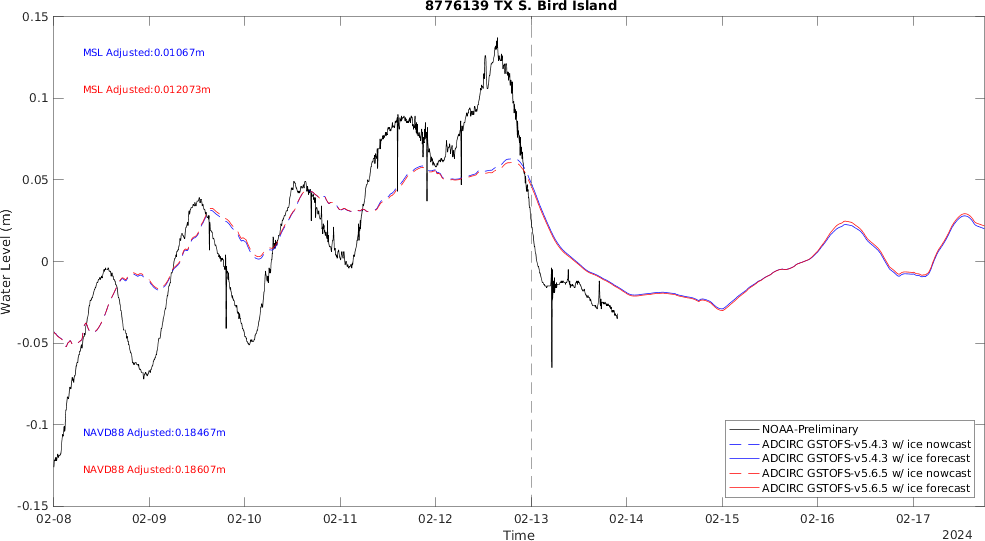 8776139 TX S. Bird Island
0.15
0.1
0.05
0
-0.05
-0.1
-0.15
Water Level (m)
MSL Adjusted:0.01067m
MSL Adjusted:0.012073m
NAVD88 Adjusted:0.18467m
NAVD88 Adjusted:0.18607m
NOAA-Preliminary
ADCIRC GSTOFS-v5.4.3 w/ ice nowcast
ADCIRC GSTOFS-v5.4.3 w/ ice forecast
ADCIRC GSTOFS-v5.6.5 w/ ice nowcast
ADCIRC GSTOFS-v5.6.5 w/ ice forecast
02-08 02-09 02-10 02-11 02-12 02-13 02-14 02-15 02-16 02-17
Time
2024